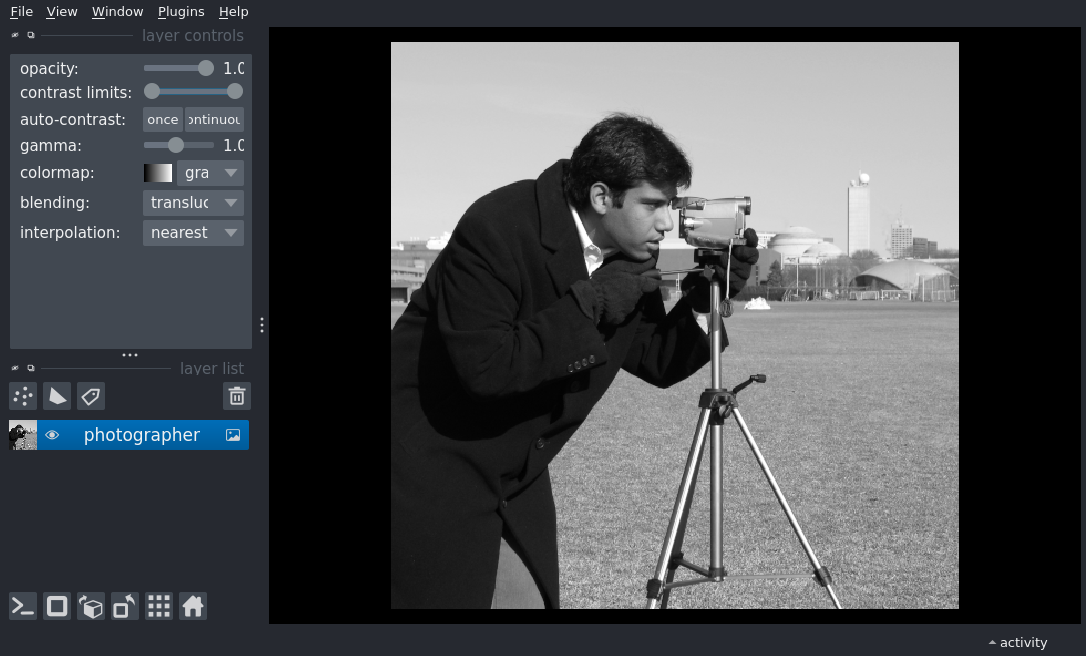 File View Window Plugins Help
layer controls
opacity: 1.0
contrast limits:
auto-contrast: once ontinuou
gamma: 1.0
colormap: gra
blending: transluc
interpolation: nearest
layer list
photographer
activity